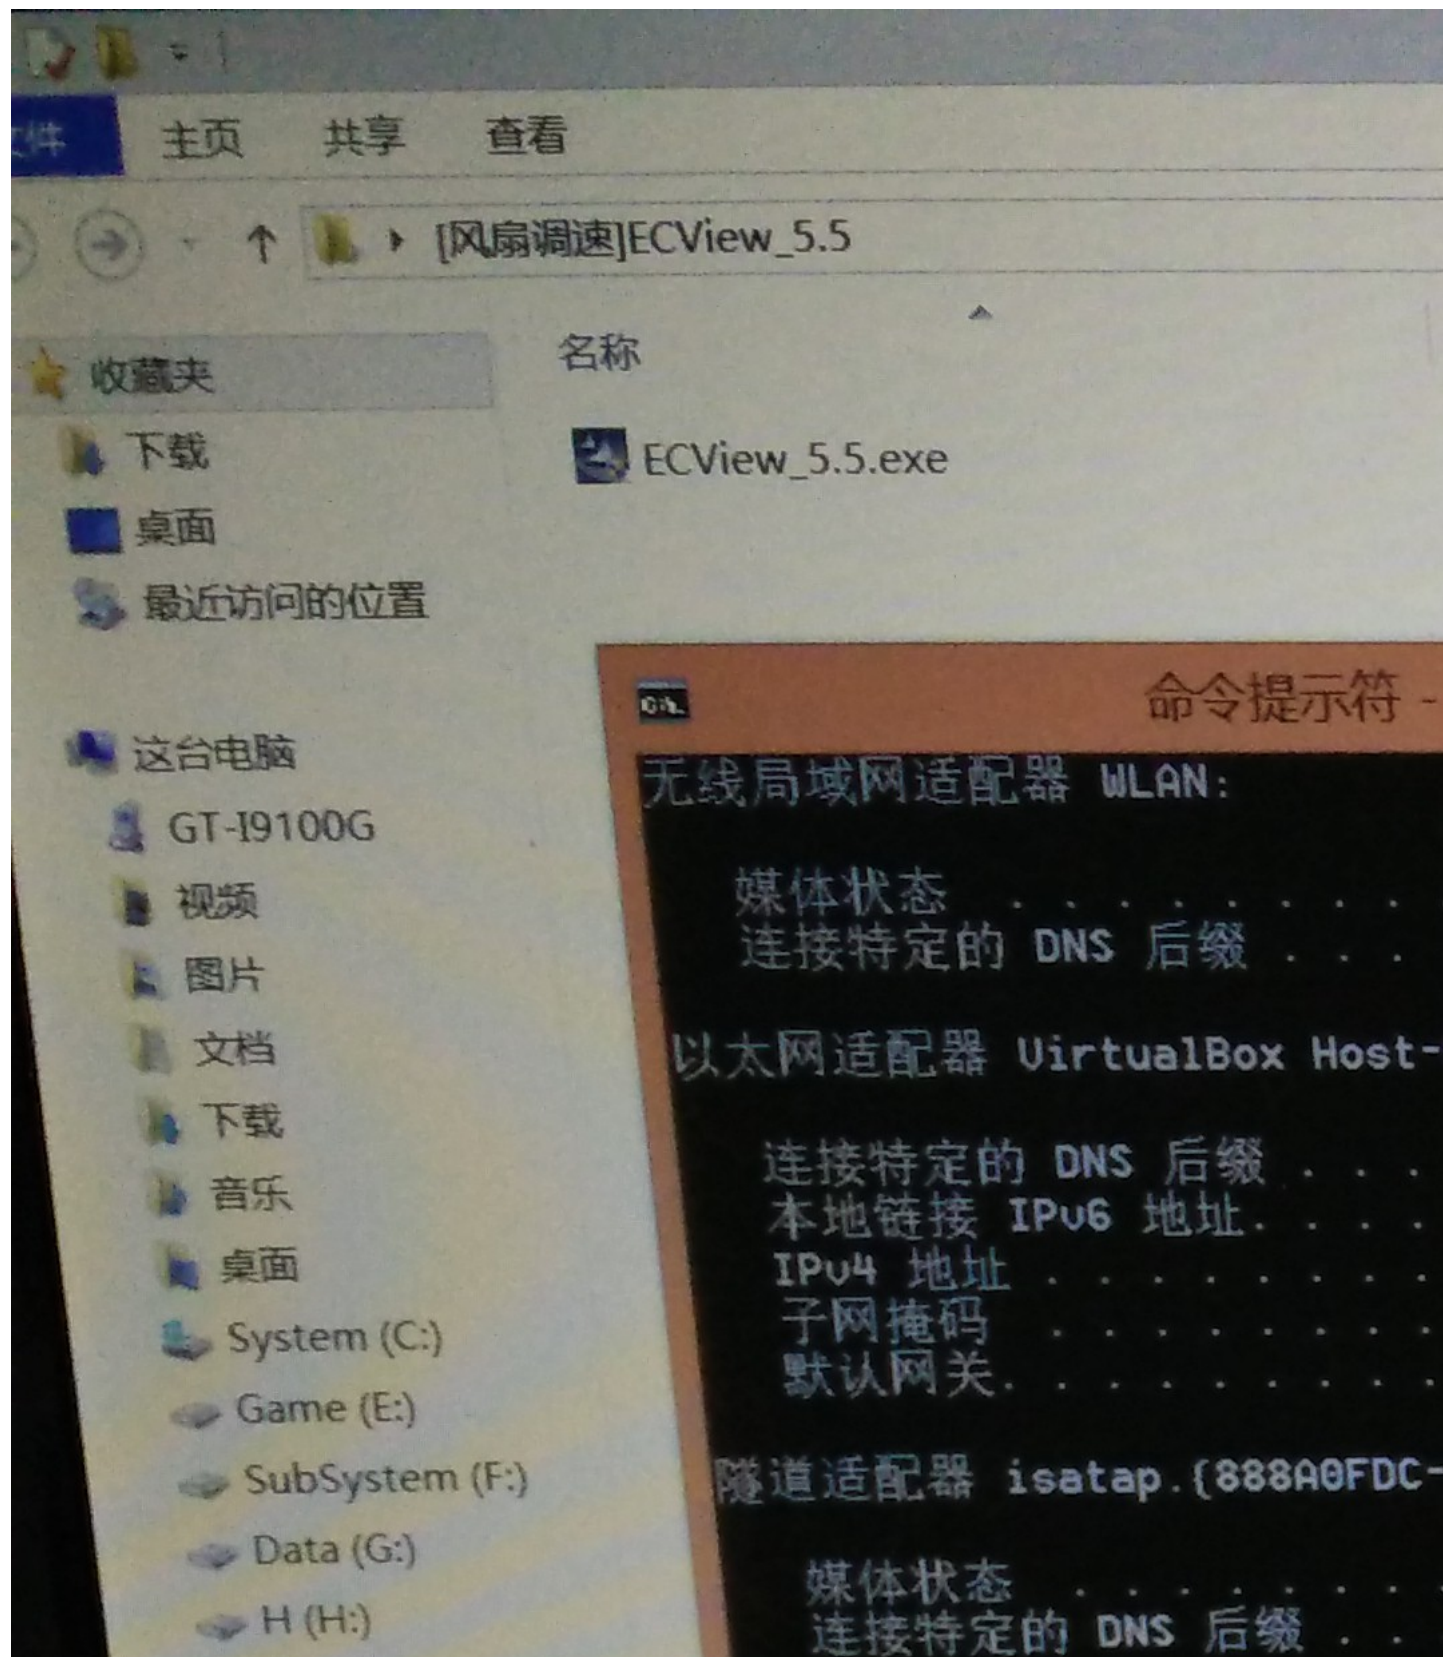 文件 主页 共享 查看
[风扇调速]ECView_5.5
收藏夹
下载
桌面
最近访问的位置
这台电脑
GT-I9100G
视频
图片
文档
下载
音乐
桌面
System (C:)
Game (E:)
SubSystem (F:)
Data (G:)
H (H:)
名称
ECView_5.5.exe
C:\. 命令提示符 -
无线局域网适配器 WLAN:
媒体状态 . . . . . . . .
连接特定的 DNS 后缀 . . .
以太网适配器 VirtualBox Host-
连接特定的 DNS 后缀 . . .
本地链接 IPv6 地址. . . .
IPv4 地址 . . . . . . . .
子网掩码 . . . . . . . .
默认网关. . . . . . . . .
隧道适配器 isatap.{888A0FDC-
媒体状态 . . . . . . .
连接特定的 DNS 后缀 . .